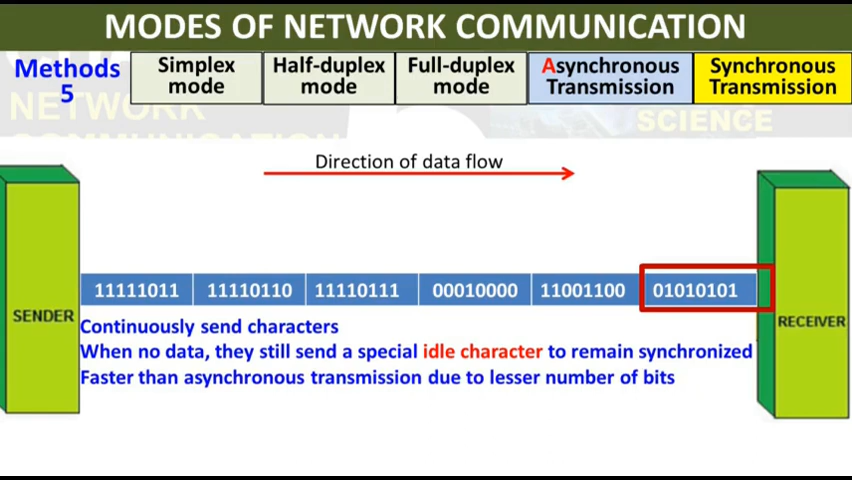 MODES OF NETWORK COMMUNICATION
Methods
5
Simplex
mode
Half-duplex
mode
Full-duplex
mode
Asynchronous
Transmission
Synchronous
Transmission
NETWORK
SCIENCE
Direction of data flow
SENDER
11111011 11110110 11110111 00010000 11001100 01010101
RECEIVER
Continuously send characters
When no data, they still send a special idle character to remain synchronized
Faster than asynchronous transmission due to lesser number of bits